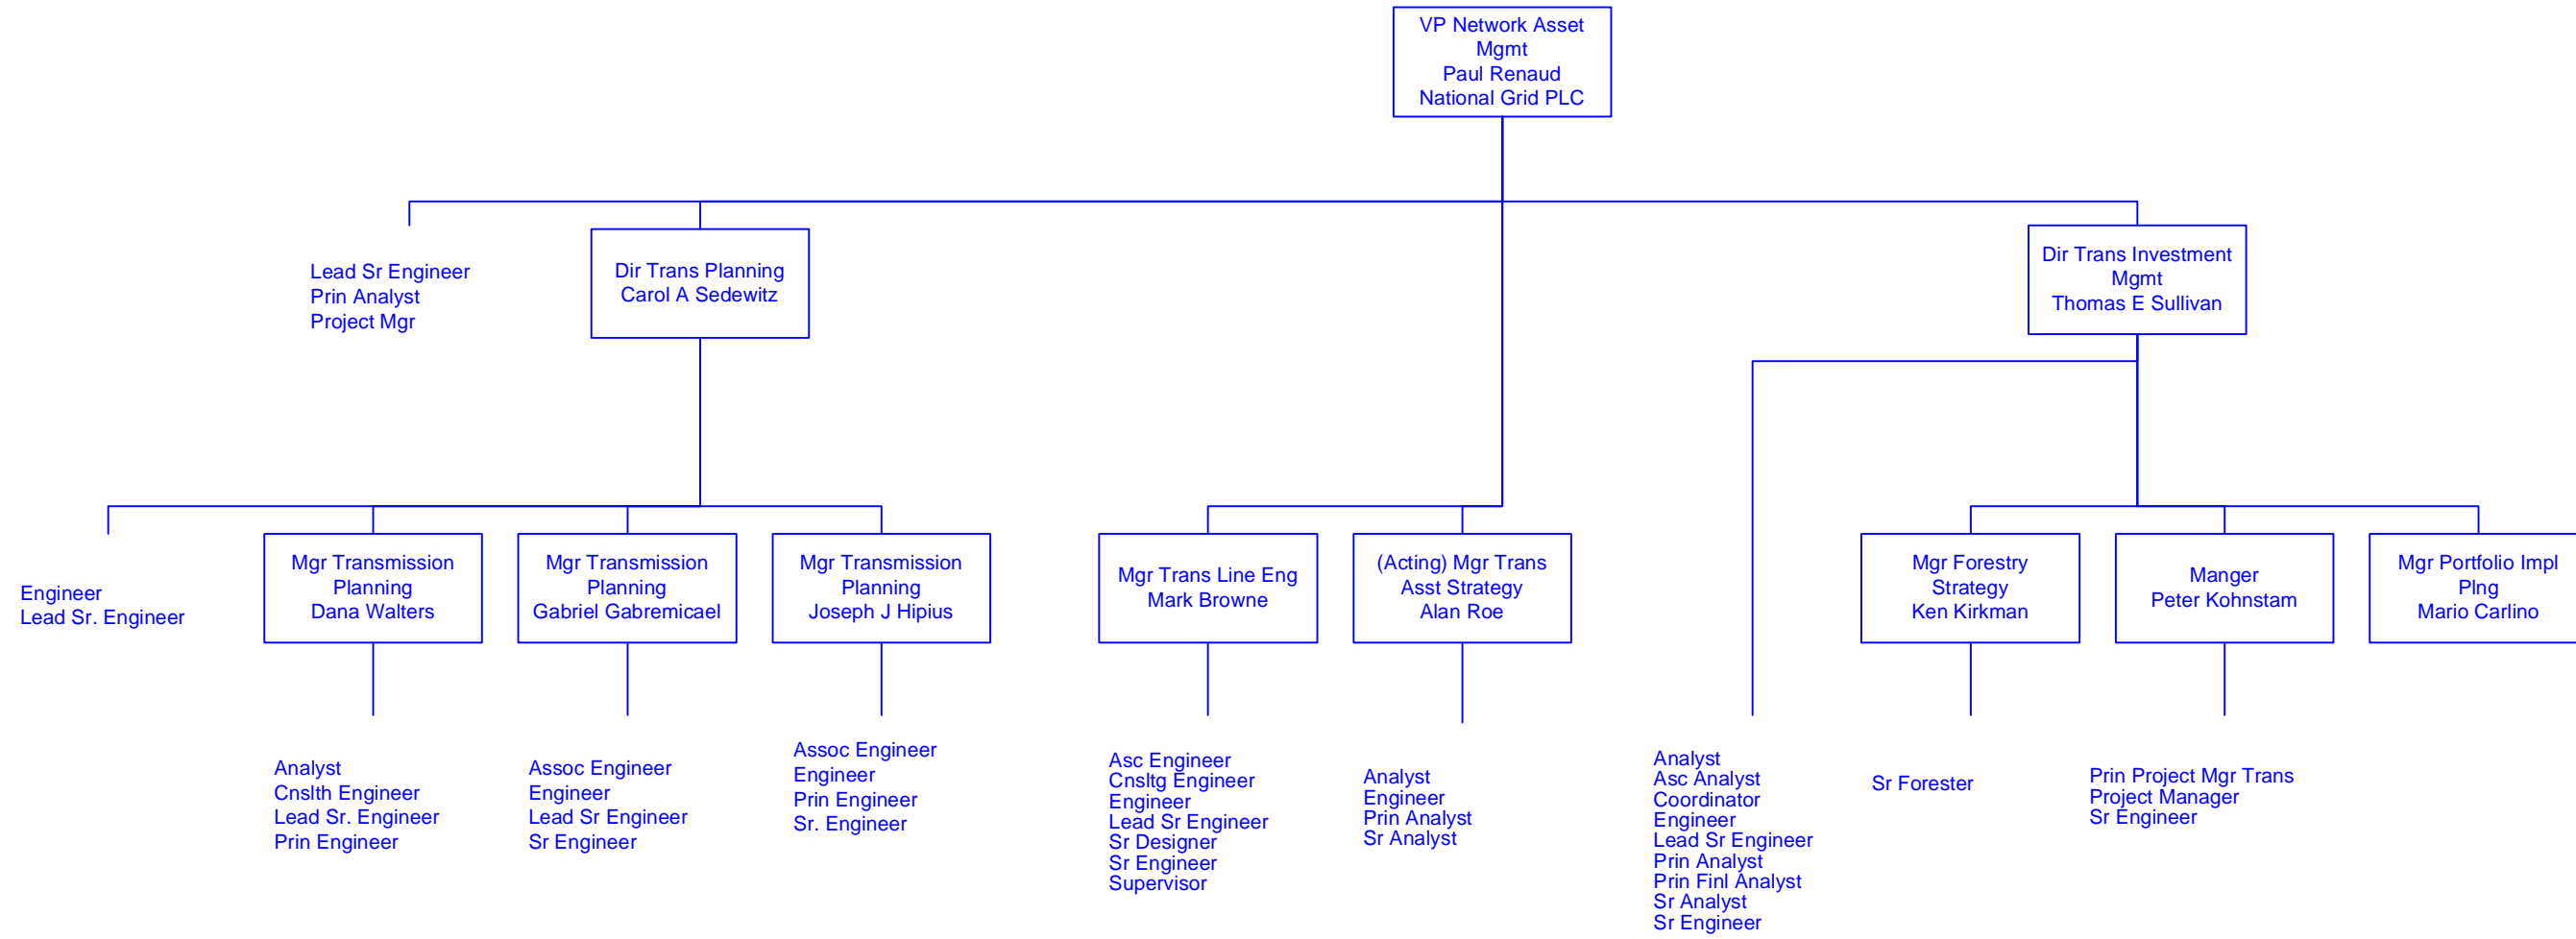 VP Network Asset
Mgmt
Paul Renaud
National Grid PLC
Lead Sr Engineer
Prin Analyst
Project Mgr
Dir Trans Planning
Carol A Sedewitz
Dir Trans Investment
Mgmt
Thomas E Sullivan
Engineer
Lead Sr. Engineer
Mgr Transmission
Planning
Dana Walters
Mgr Transmission
Planning
Gabriel Gabremicael
Mgr Transmission
Planning
Joseph J Hipius
Mgr Trans Line Eng
Mark Browne
(Acting) Mgr Trans
Asst Strategy
Alan Roe
Mgr Forestry
Strategy
Ken Kirkman
Manger
Peter Kohnstam
Mgr Portfolio Impl
Plng
Mario Carlino
Analyst
Cnslth Engineer
Lead Sr. Engineer
Prin Engineer
Assoc Engineer
Engineer
Lead Sr Engineer
Sr Engineer
Assoc Engineer
Engineer
Prin Engineer
Sr. Engineer
Asc Engineer
Cnsltg Engineer
Engineer
Lead Sr Engineer
Sr Designer
Sr Engineer
Supervisor
Analyst
Engineer
Prin Analyst
Sr Analyst
Analyst
Asc Analyst
Coordinator
Engineer
Lead Sr Engineer
Prin Analyst
Prin Finl Analyst
Sr Analyst
Sr Engineer
Sr Forester
Prin Project Mgr Trans
Project Manager
Sr Engineer